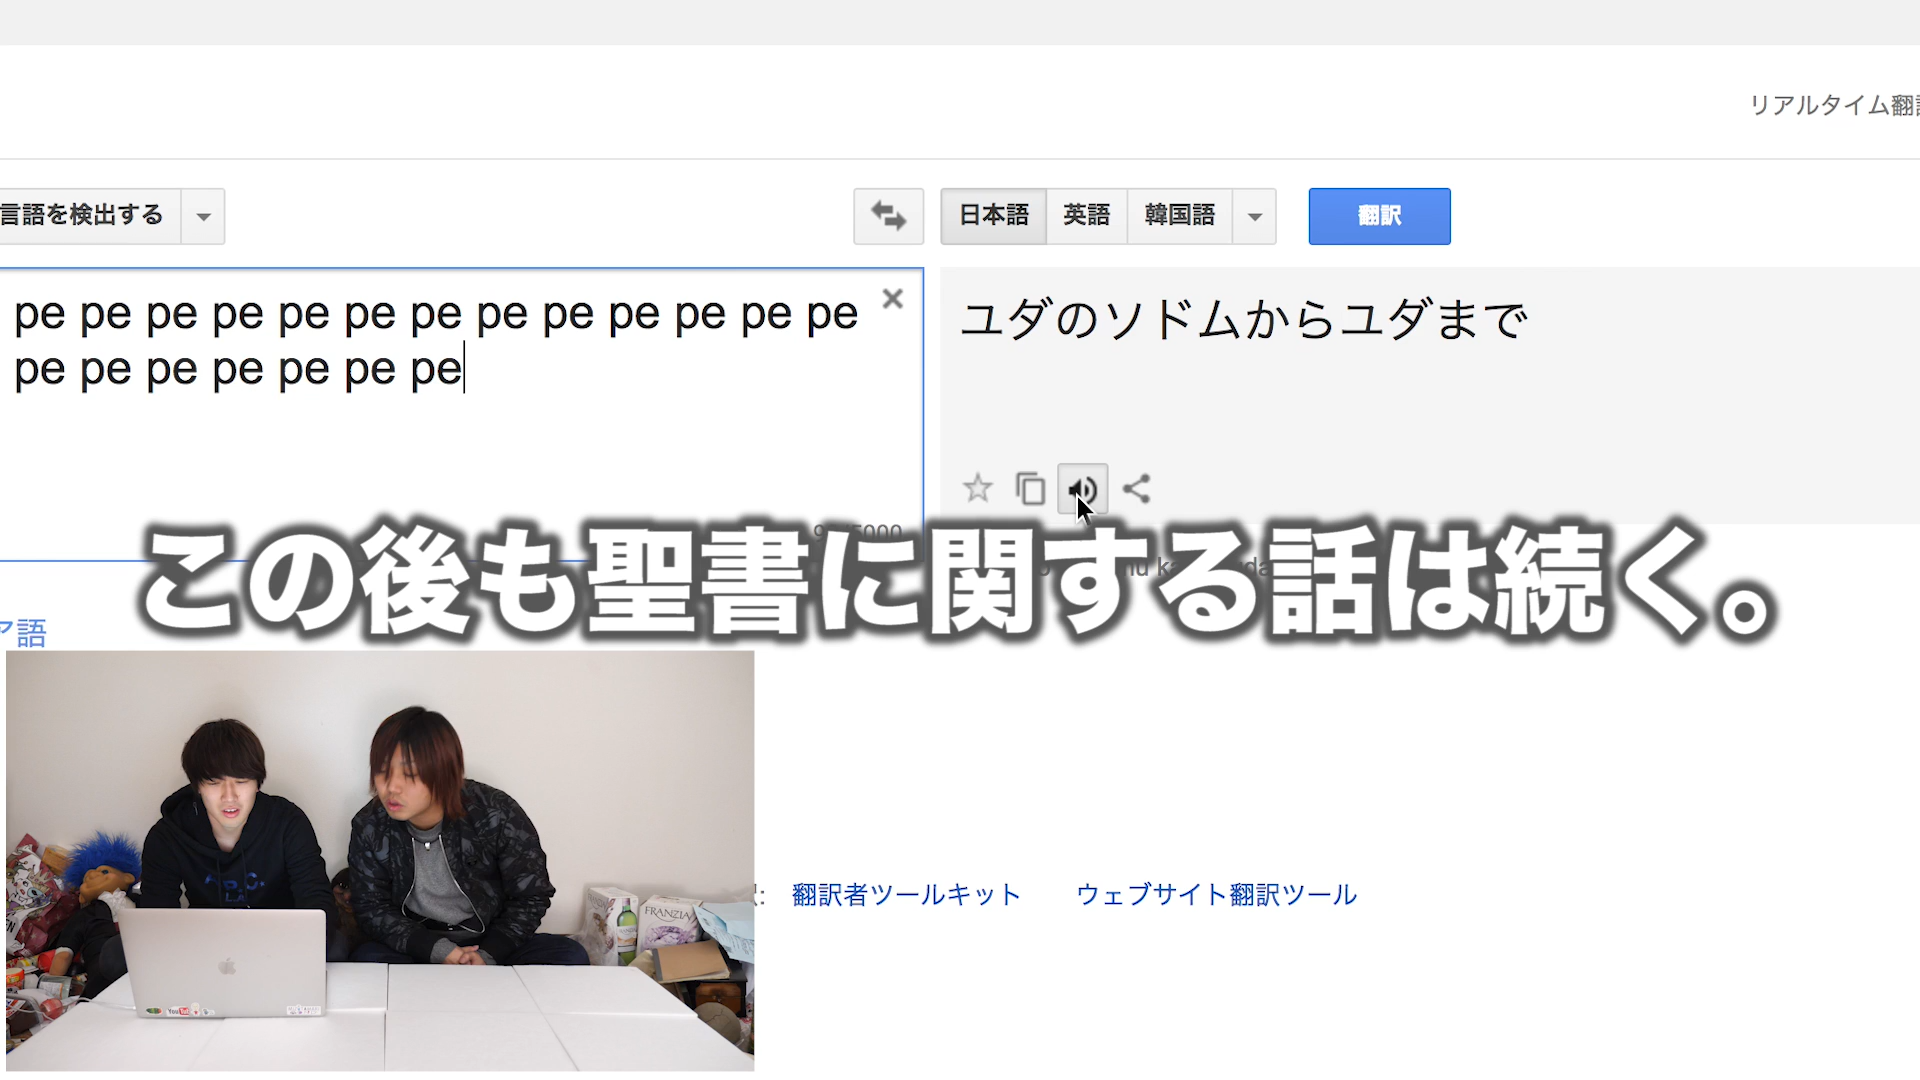 リアルタイム翻
言語を検出する
日本語 英語 韓国語
翻訳
pe pe pe pe pe pe pe pe pe pe pe pe pe
pe pe pe pe pe pe pe
ユダのソドムからユダまで
この後も聖書に関する話は続く。
ア語
翻訳者ツールキット ウェブサイト翻訳ツール
FRANZIA
YouTube